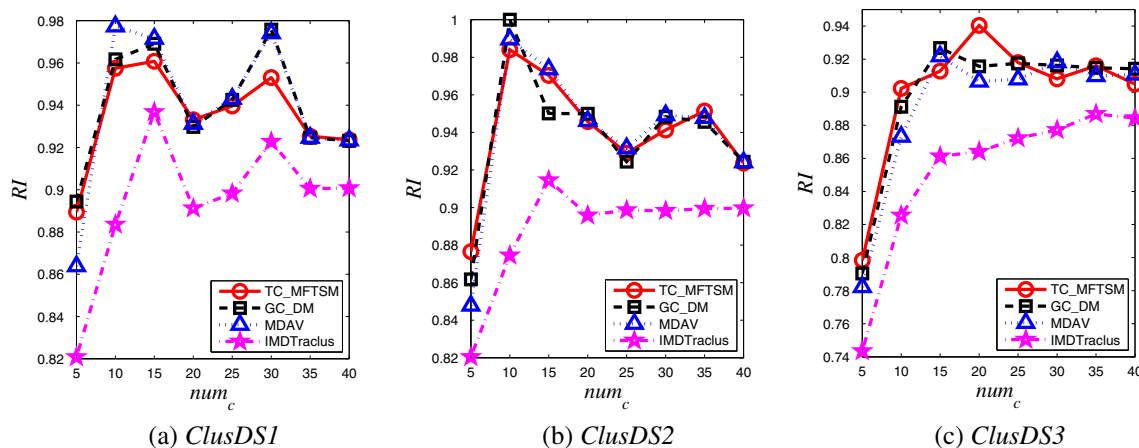 0.98
0.96
0.94
0.92
0.9
0.88
0.86
0.84
0.82
RI
5 10 15 20 25 30 35 40
num_c
TC_MFTSM
GC_DM
MDAV
IMDTraclus
(a) ClusDS1
1
0.98
0.96
0.94
0.92
0.9
0.88
0.86
0.84
0.82
RI
5 10 15 20 25 30 35 40
num_c
TC_MFTSM
GC_DM
MDAV
IMDTraclus
(b) ClusDS2
0.94
0.92
0.9
0.88
0.86
0.84
0.82
0.8
0.78
0.76
0.74
RI
5 10 15 20 25 30 35 40
num_c
TC_MFTSM
GC_DM
MDAV
IMDTraclus
(c) ClusDS3